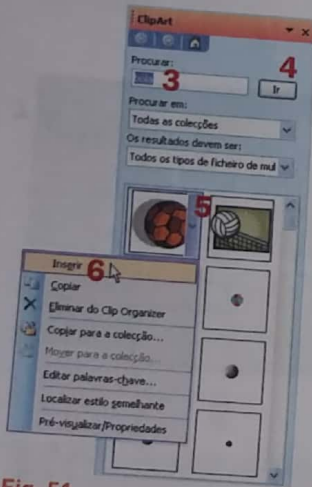 ClipArt
Procurar:
3
4
Ir
Procurar em:
Todas as colecções
Os resultados devem ser:
Todos os tipos de ficheiro de mul
5
Inserir
6
Copiar
Eliminar do Clip Organizer
Copiar para a colecção...
Mover para a colecção...
Editar palavras-chave...
Localizar estilo semelhante
Pré-visualizar/Propriedades